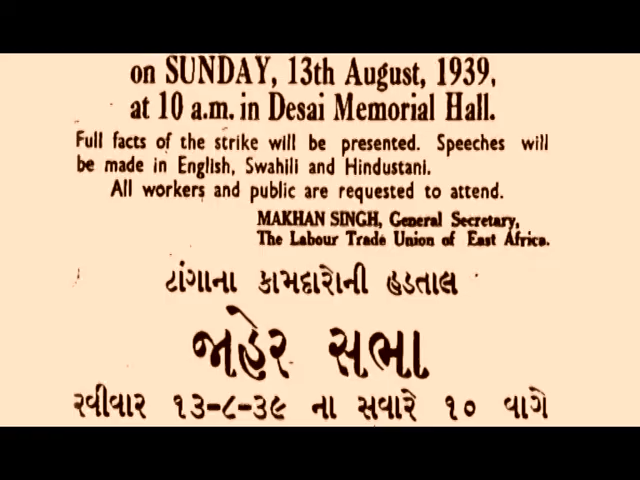 on SUNDAY, 13th August, 1939,
at 10 a.m. in Desai Memorial Hall.
Full facts of the strike will be presented. Speeches will
be made in English, Swahili and Hindustani.
All workers and public are requested to attend.
MAKHAN SINGH, General Secretary,
The Labour Trade Union of East Africa.
ટાંગાના કામદારોની હડતાલ
જાહેર સભા
રવીવાર ૧૩-૮-૩૯ ના સવારે ૧૦ વાગે